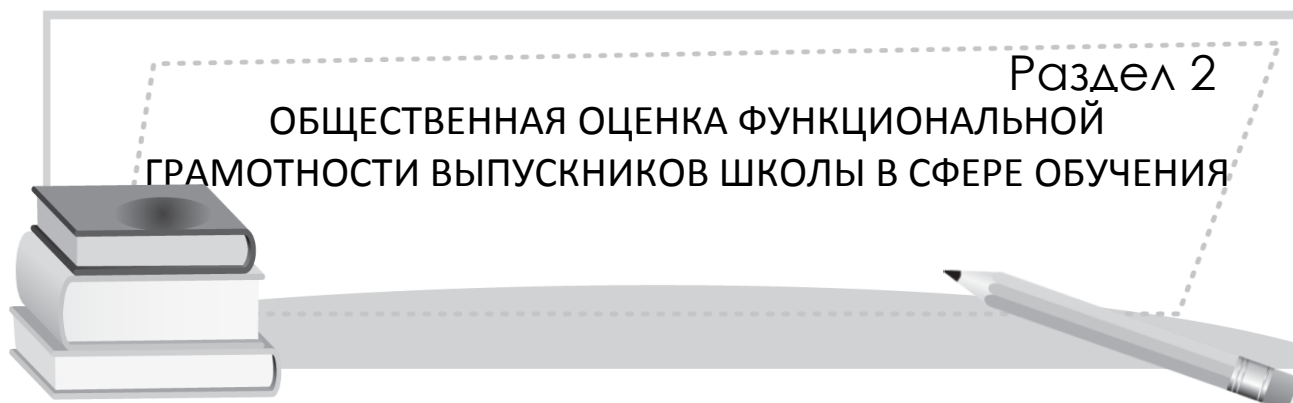 Раздел 2
ОБЩЕСТВЕННАЯ ОЦЕНКА ФУНКЦИОНАЛЬНОЙ
ГРАМОТНОСТИ ВЫПУСКНИКОВ ШКОЛЫ В СФЕРЕ ОБУЧЕНИЯ